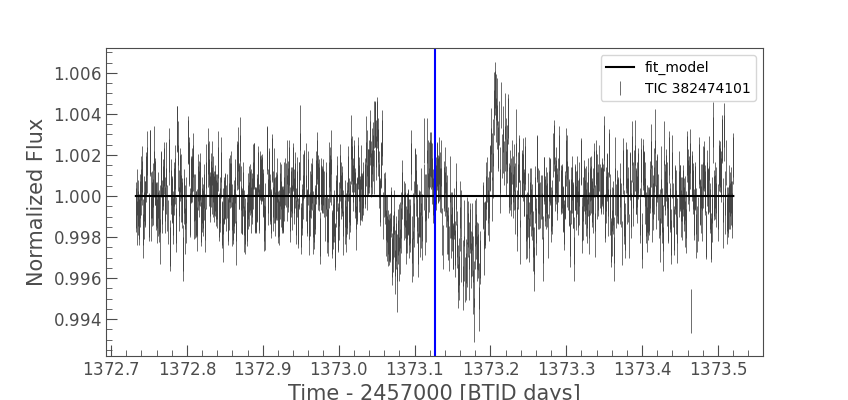 fit_model
TIC 382474101
Normalized Flux
1.006
1.004
1.002
1.000
0.998
0.996
0.994
1372.7 1372.8 1372.9 1373.0 1373.1 1373.2 1373.3 1373.4 1373.5
Time - 2457000 [BTJD days]